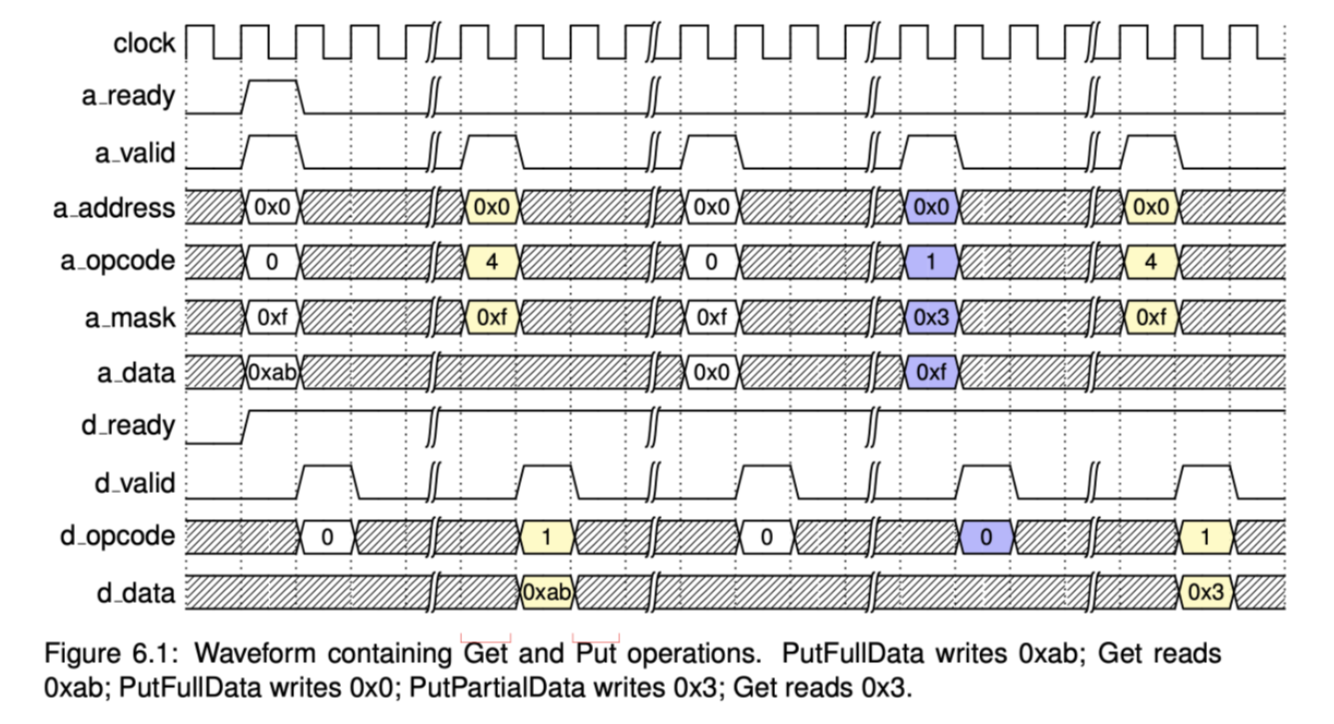 clock
a_ready
a_valid
a_address 0x0 0x0 0x0 0x0 0x0
a_opcode 0 4 0 1 4
a_mask 0xf 0xf 0xf 0x3 0xf
a_data 0xab 0x0 0xf
d_ready
d_valid
d_opcode 0 1 0 0 1
d_data 0xab 0x3
Figure 6.1: Waveform containing Get and Put operations. PutFullData writes 0xab; Get reads
0xab; PutFullData writes 0x0; PutPartialData writes 0x3; Get reads 0x3.